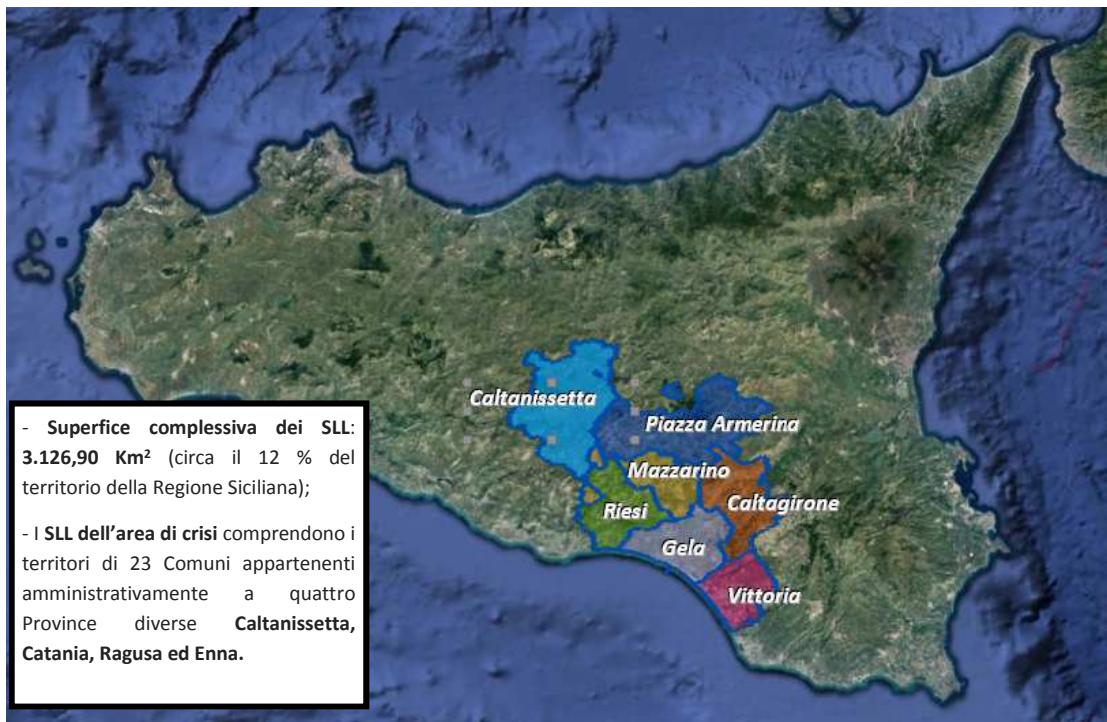 Caltanissetta
Piazza Armerina
Mazzarino
Caltagirone
Riesi
Gela
Vittoria
- Superfice complessiva dei SLL:
3.126,90 Km² (circa il 12 % del
territorio della Regione Siciliana);
- I SLL dell’area di crisi comprendono i
territori di 23 Comuni appartenenti
amministrativamente a quattro
Province diverse Caltanissetta,
Catania, Ragusa ed Enna.